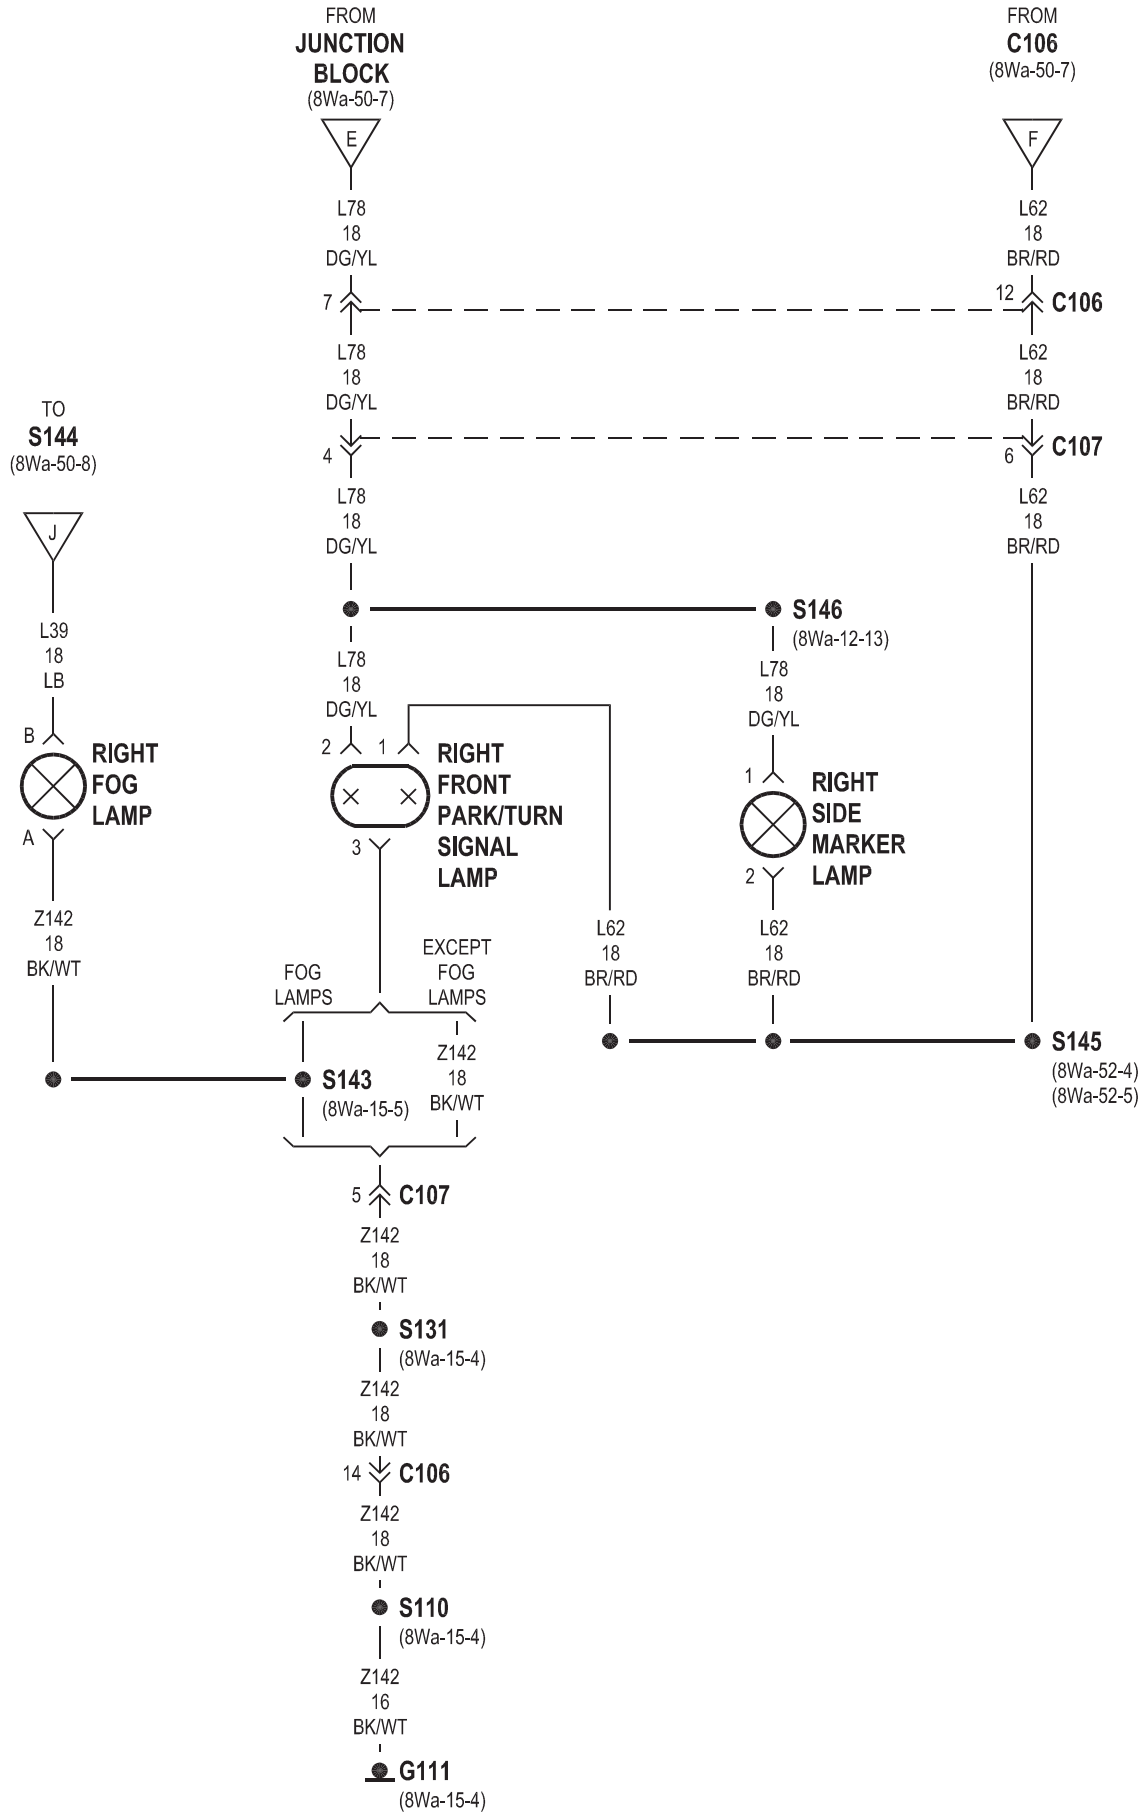 FROM
JUNCTION
BLOCK
(8Wa-50-7)
E
L78
18
DG/YL
7
L78
18
DG/YL
4
L78
18
DG/YL
L78
18
DG/YL
2
FROM
C106
(8Wa-50-7)
F
L62
18
BR/RD
12
C106
L62
18
BR/RD
6
C107
L62
18
BR/RD
TO
S144
(8Wa-50-8)
J
L39
18
LB
B
RIGHT
FOG
LAMP
A
Z142
18
BK/WT
S146
(8Wa-12-13)
L78
18
DG/YL
1
RIGHT
SIDE
MARKER
LAMP
2
L62
18
BR/RD
1
RIGHT
FRONT
PARK/TURN
SIGNAL
LAMP
3
L62
18
BR/RD
S145
(8Wa-52-4)
(8Wa-52-5)
FOG
LAMPS
EXCEPT
FOG
LAMPS
S143
(8Wa-15-5)
Z142
18
BK/WT
5
C107
Z142
18
BK/WT
S131
(8Wa-15-4)
Z142
18
BK/WT
14
C106
Z142
18
BK/WT
S110
(8Wa-15-4)
Z142
16
BK/WT
G111
(8Wa-15-4)